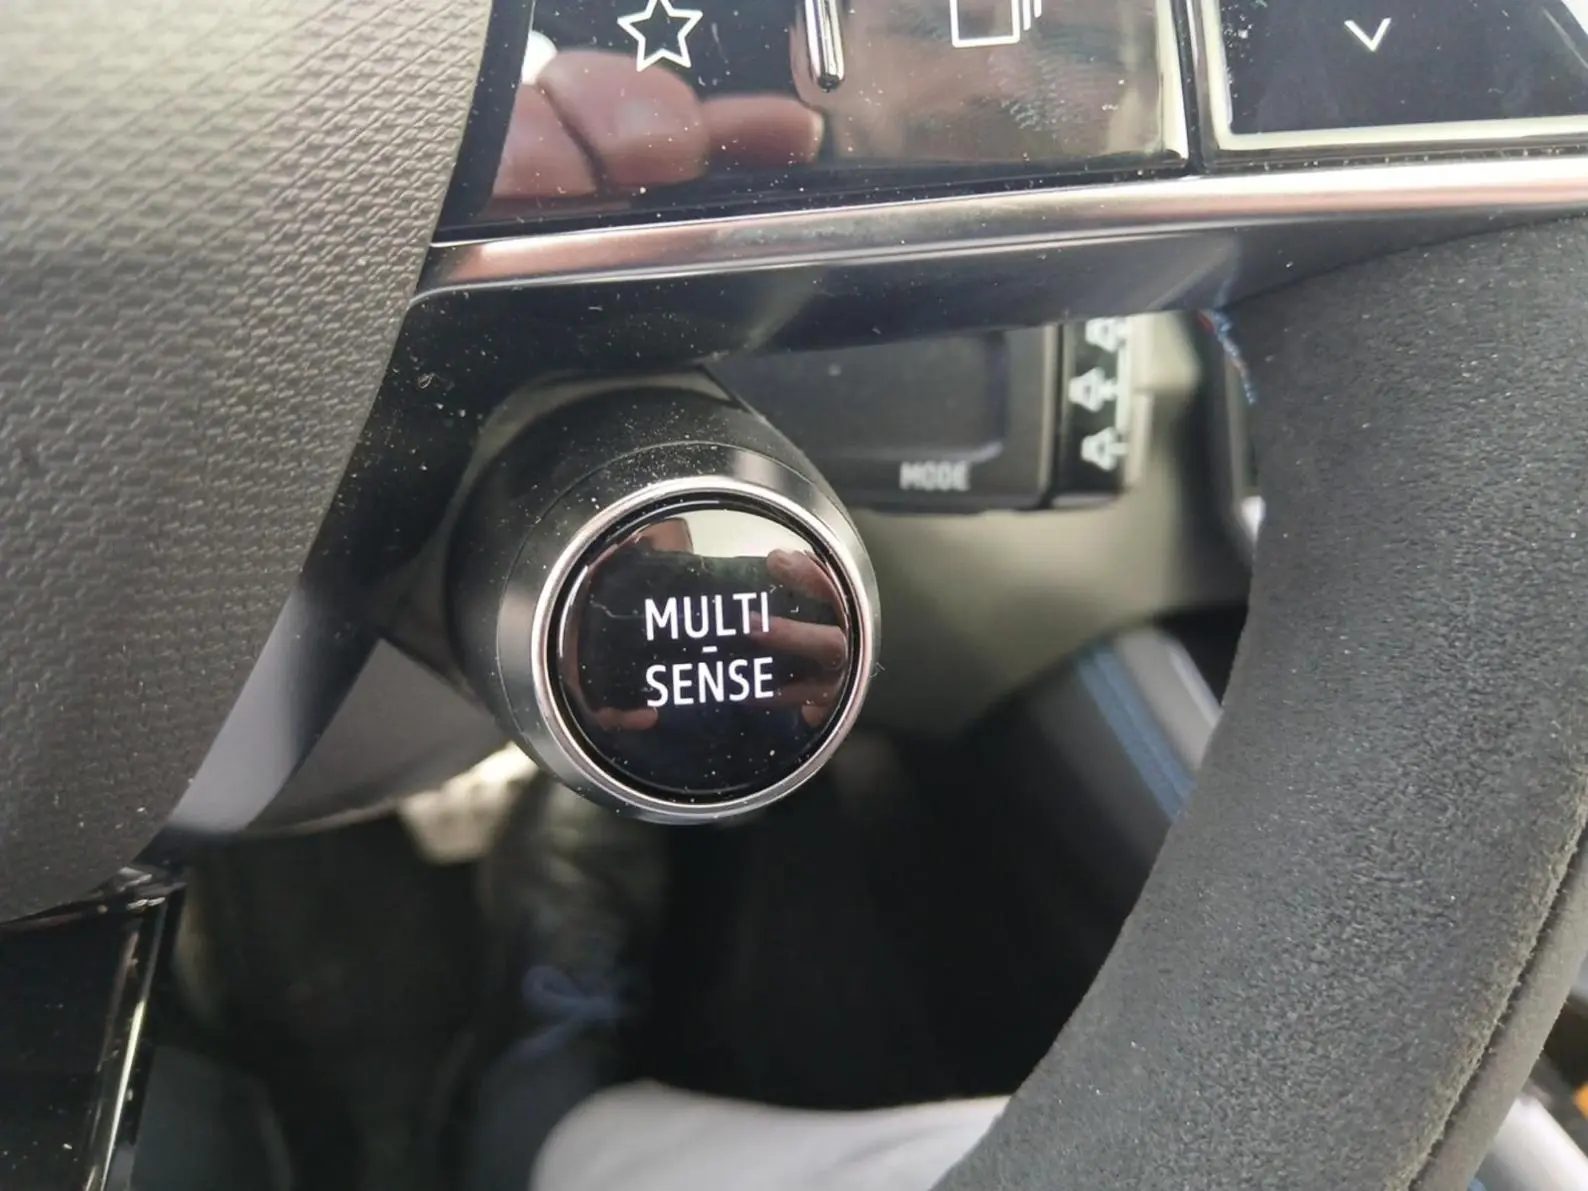 MODE
MULTI
-
SENSE